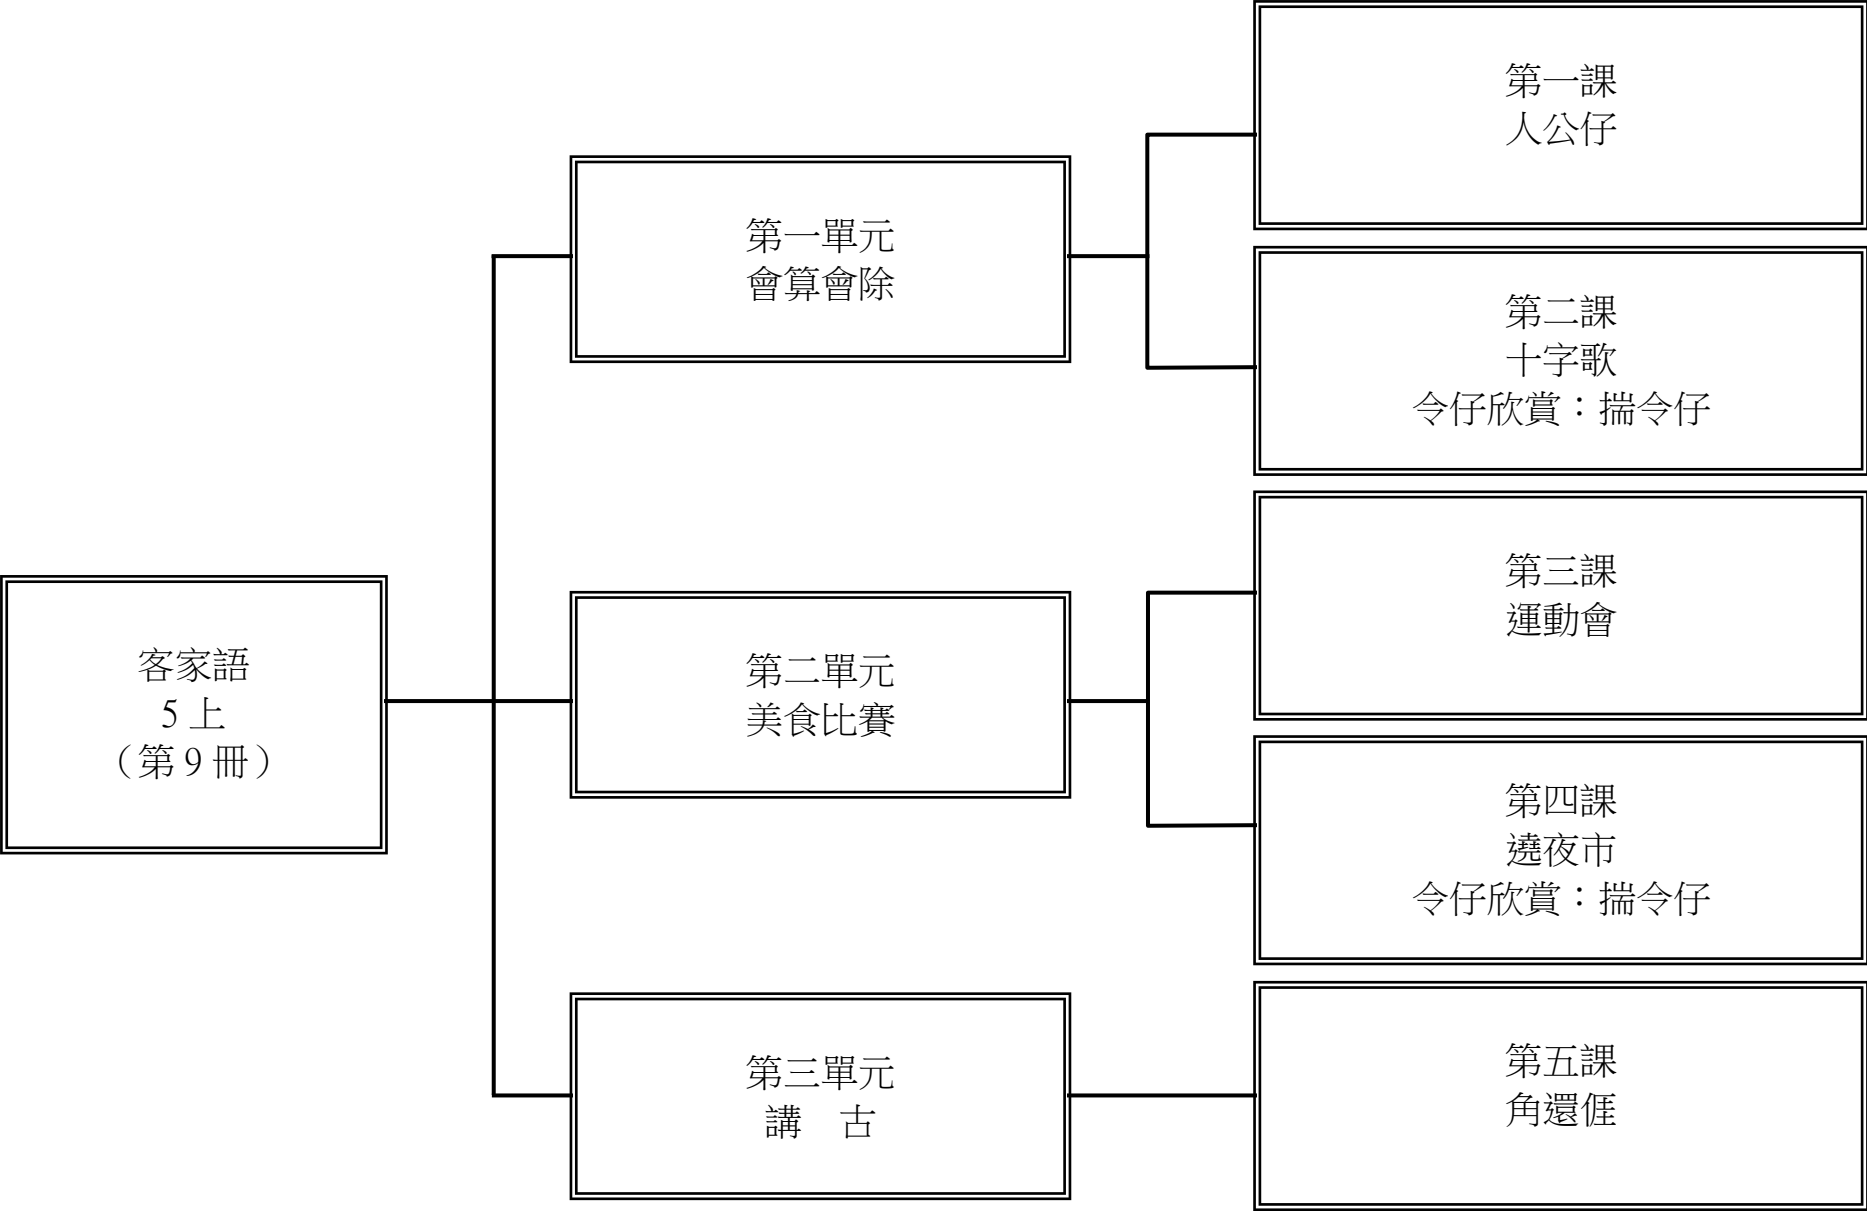 客家語
5 上
（第 9 冊）
第一單元
會算會除
第一課
人公仔
第二課
十字歌
令仔欣賞：揣令仔
第二單元
美食比賽
第三課
運動會
第四課
遶夜市
令仔欣賞：揣令仔
第三單元
講　古
第五課
角還𠊎